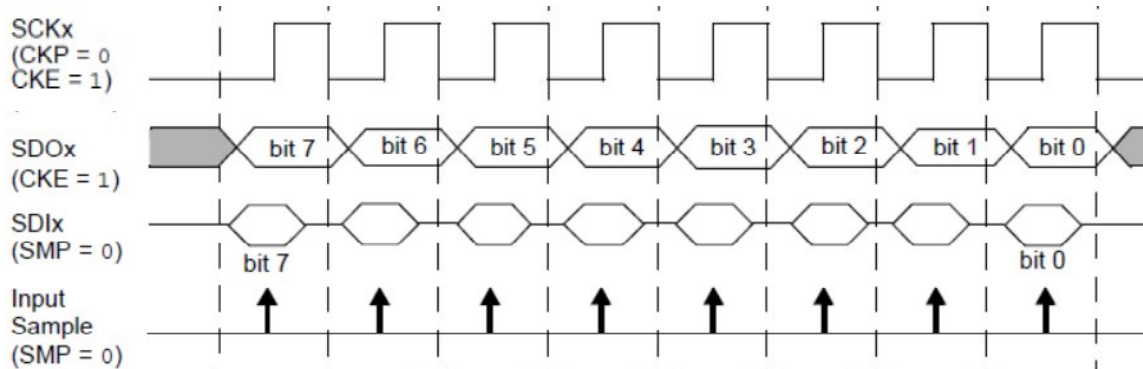 SCKx
(CKP = 0
CKE = 1)
SDOx
(CKE = 1)
bit 7 bit 6 bit 5 bit 4 bit 3 bit 2 bit 1 bit 0
SDIx
(SMP = 0)
bit 7 bit 0
Input
Sample
(SMP = 0)